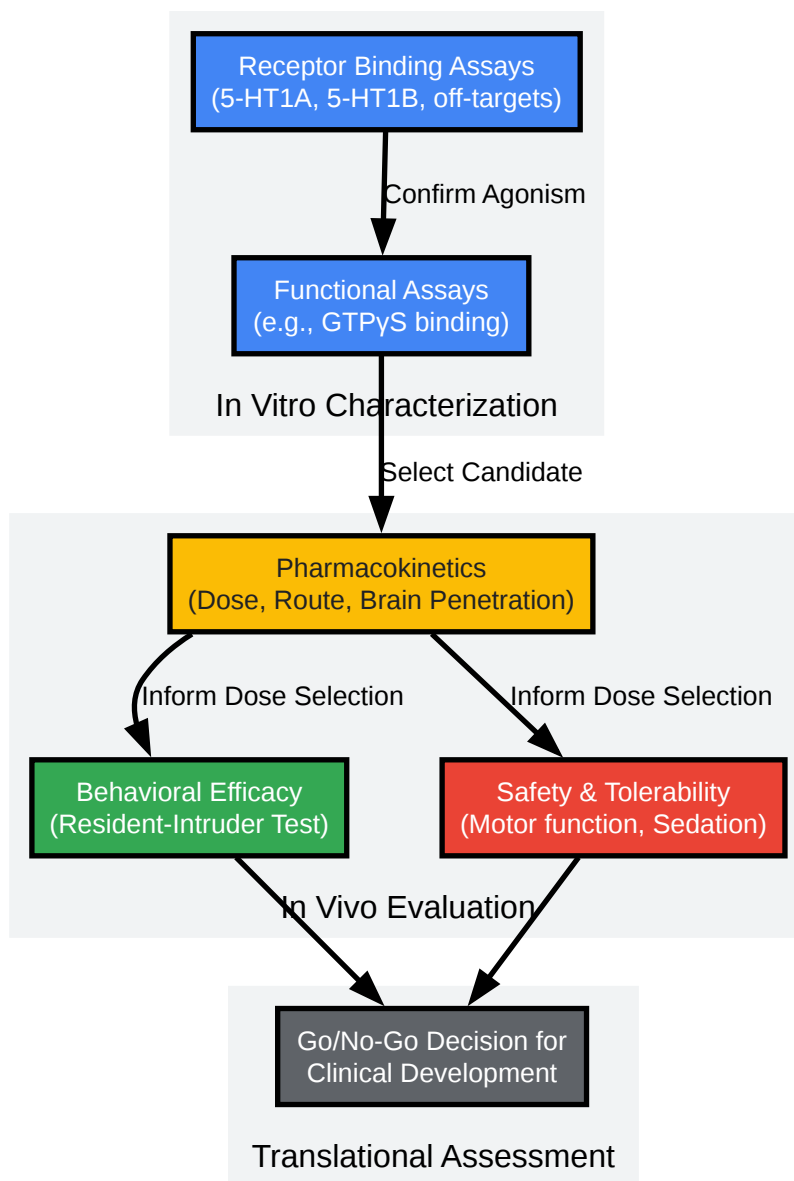 Receptor Binding Assays
(5-HT1A, 5-HT1B, off-targets)
Confirm Agonism
Functional Assays
(e.g., GTPγS binding)
In Vitro Characterization
Select Candidate
Pharmacokinetics
(Dose, Route, Brain Penetration)
Inform Dose Selection
Inform Dose Selection
Behavioral Efficacy
(Resident-Intruder Test)
Safety & Tolerability
(Motor function, Sedation)
In Vivo Evaluation
Go/No-Go Decision for
Clinical Development
Translational Assessment